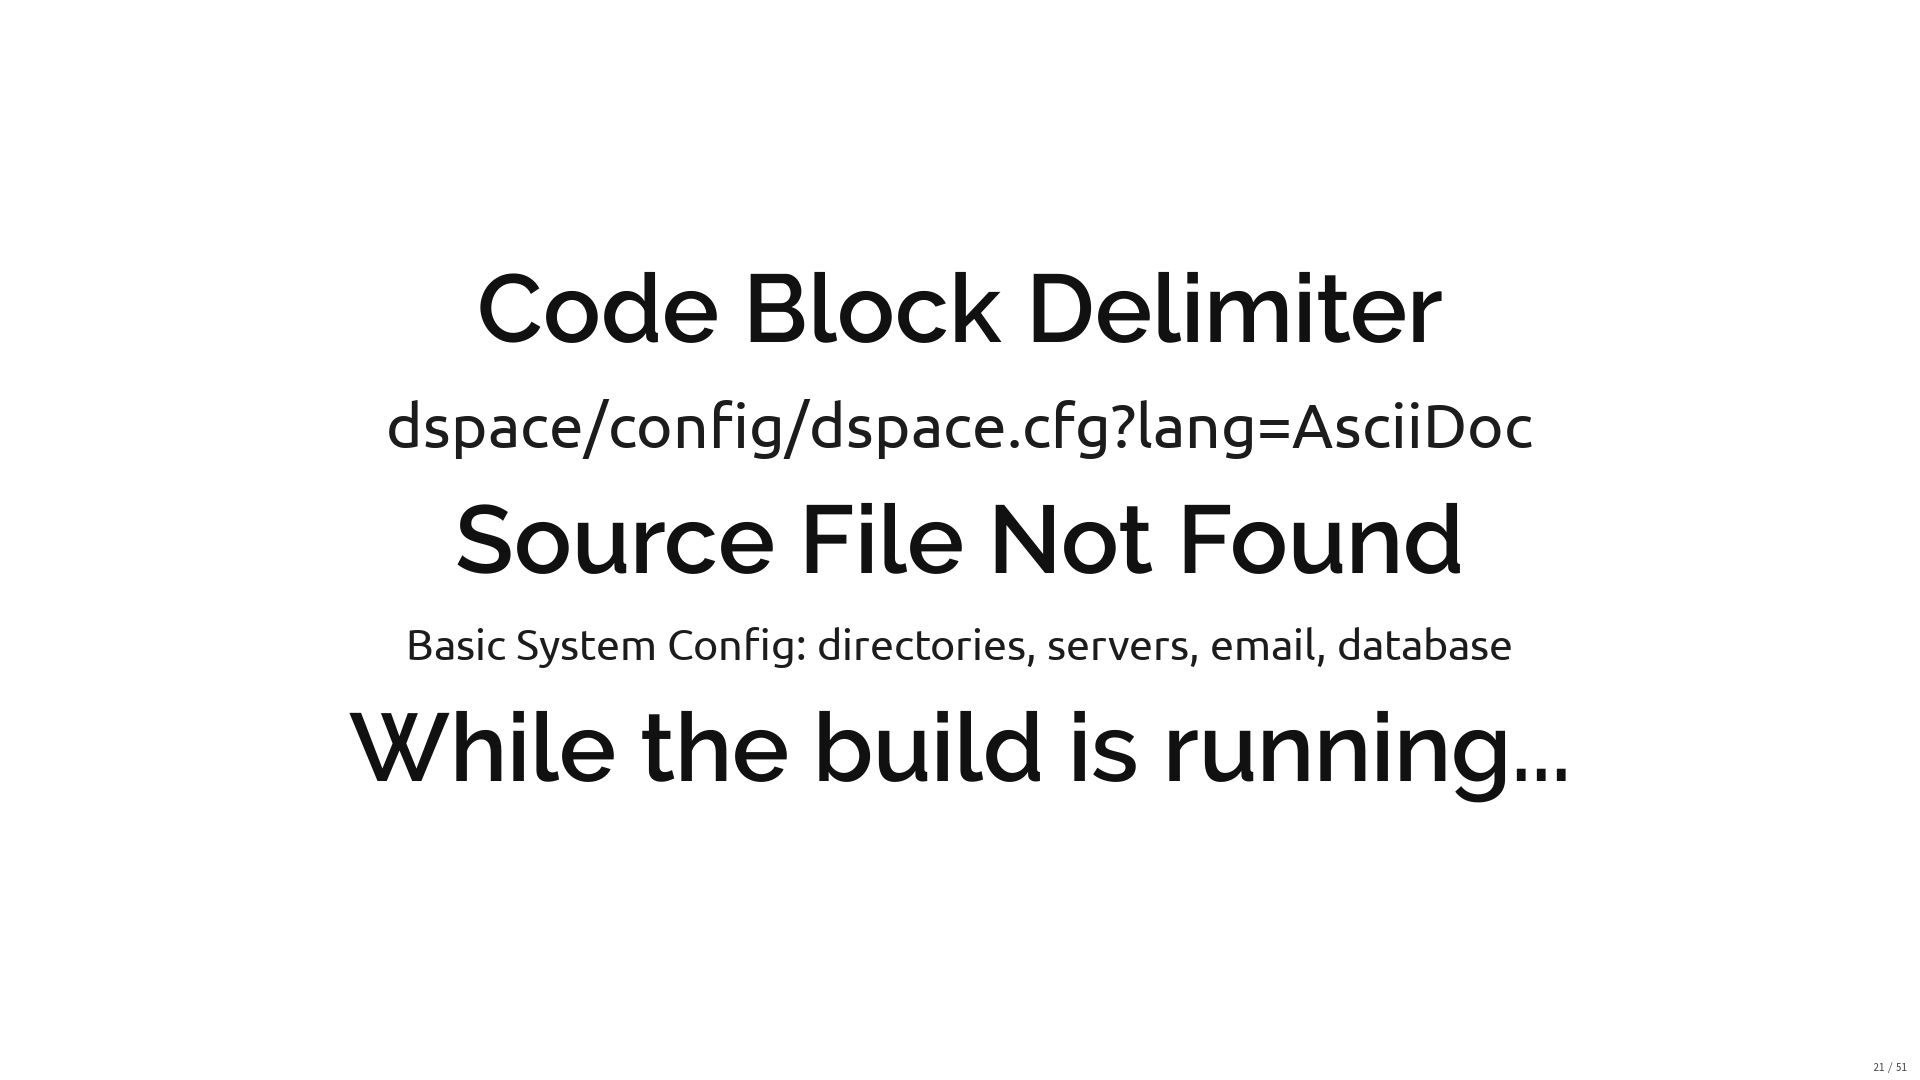 Code Block Delimiter
dspace/config/dspace.cfg?lang=AsciiDoc
Source File Not Found
Basic System Config: directories, servers, email, database
While the build is running...
21 / 51